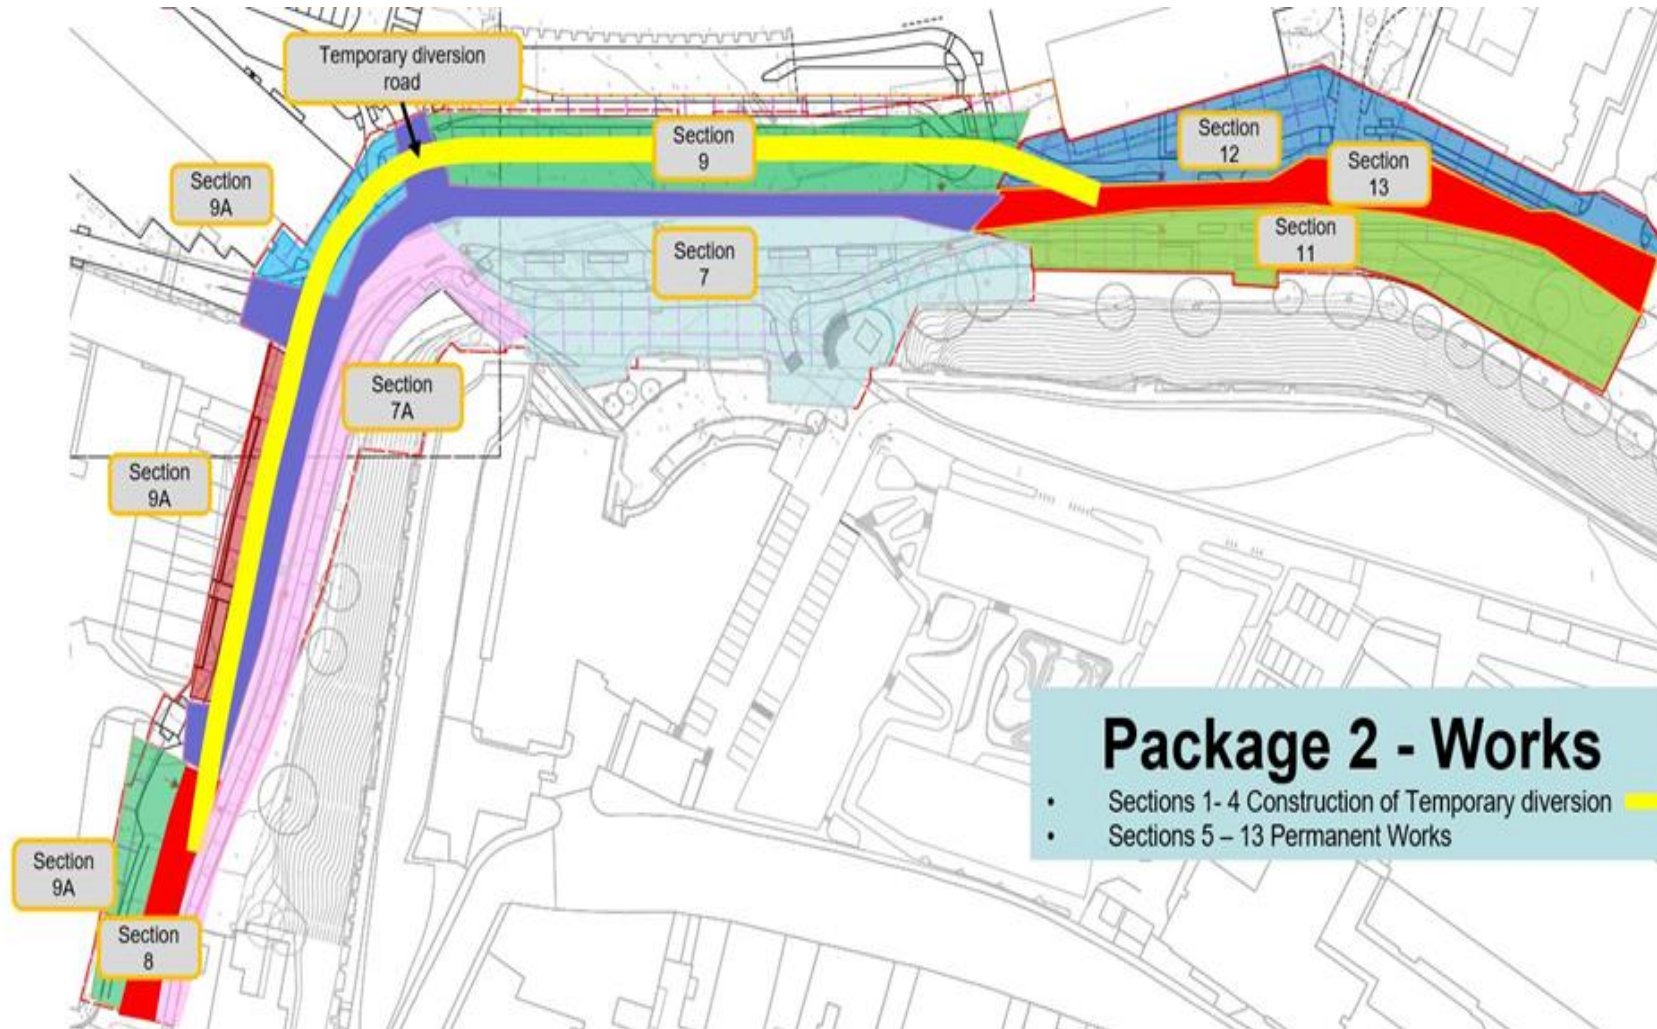 Temporary diversion
road
Section
9
Section
12
Section
13
Section
9A
Section
11
Section
7
Section
7A
Section
9A
Package 2 - Works
• Sections 1- 4 Construction of Temporary diversion
• Sections 5 – 13 Permanent Works
Section
9A
Section
8